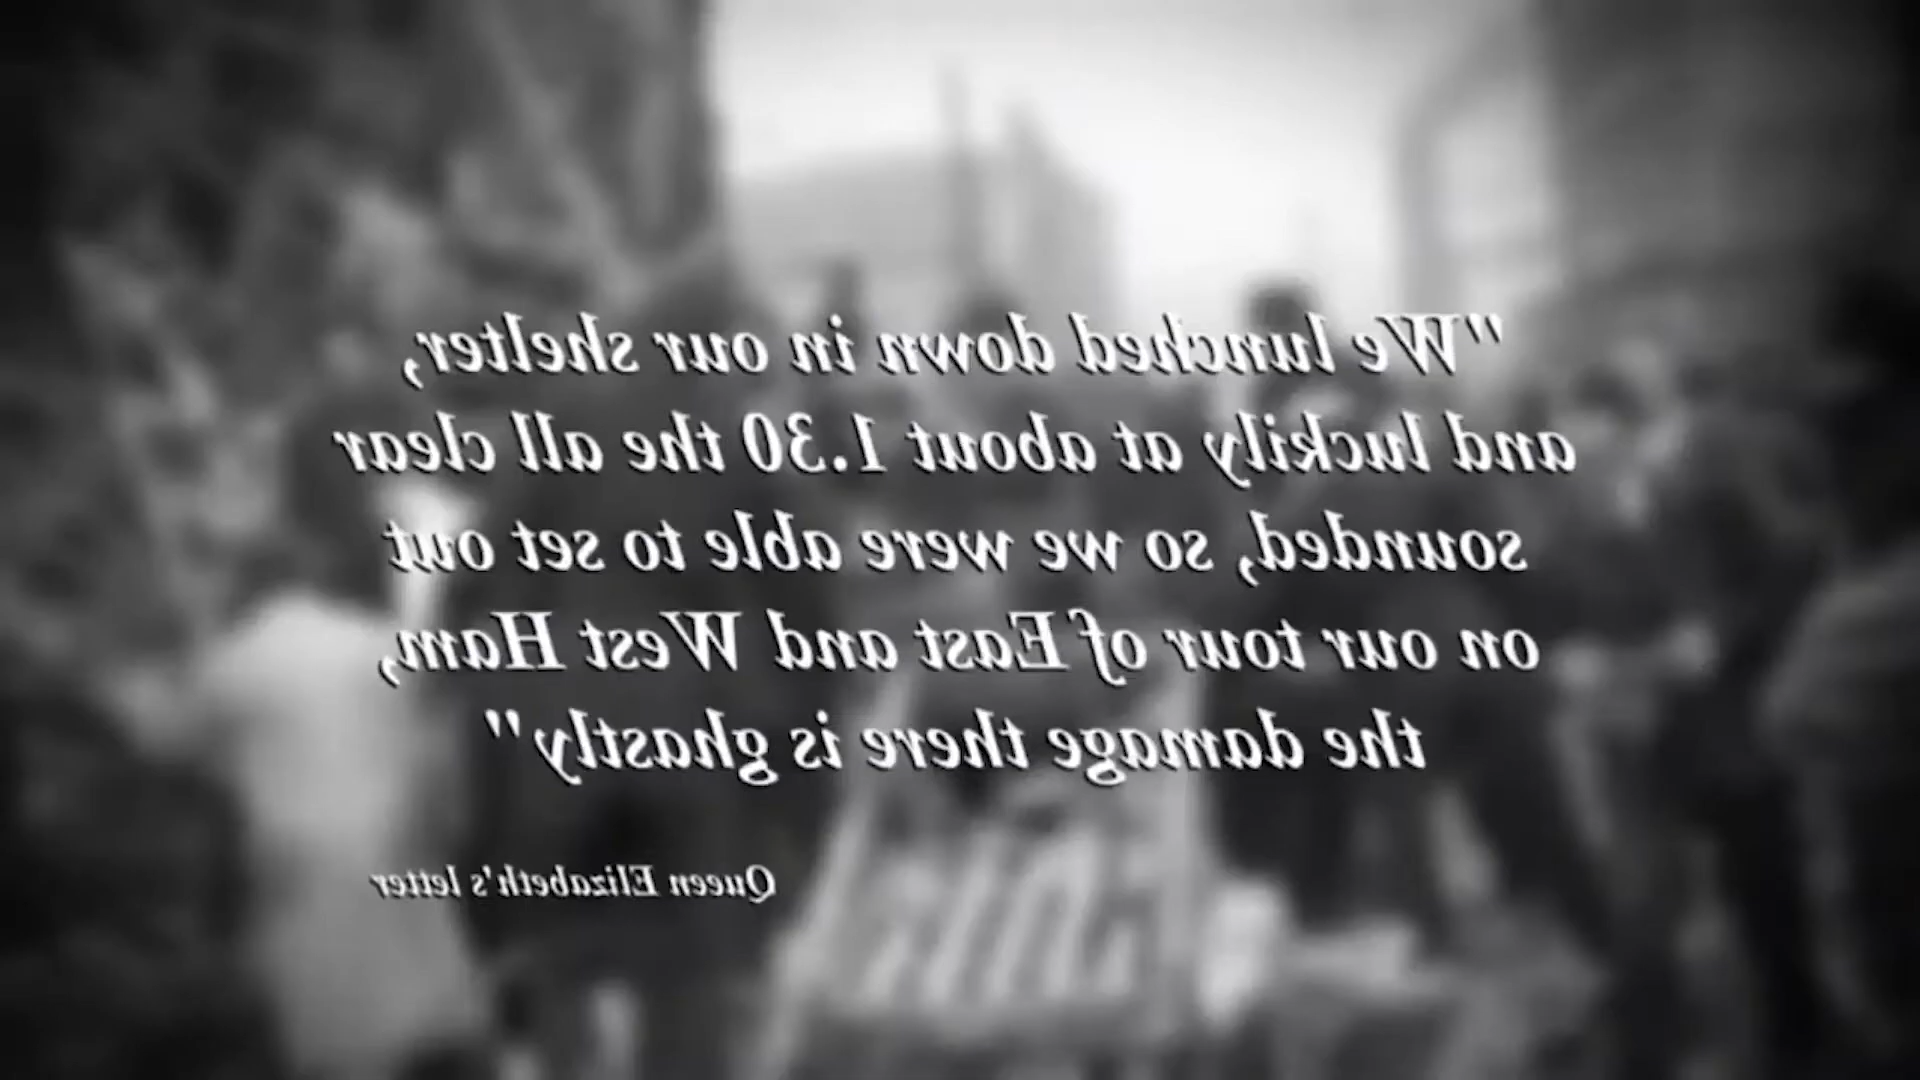 "We lunched down in our shelter,
and luckily at about 1.30 the all clear
sounded, so we were able to set out
on our tour of East and West Ham,
the damage there is ghastly"
Queen Elizabeth's letter